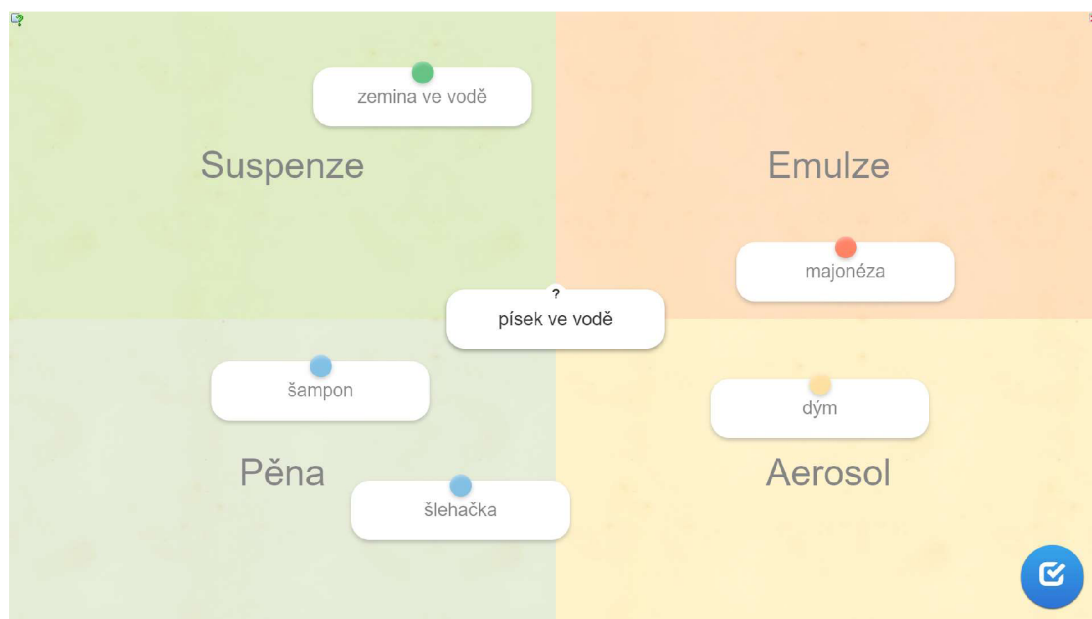 zemina ve vodě
Suspenze
Emulze
majonéza
?
písek ve vodě
šampon
dým
Pěna
Aerosol
šlehačka